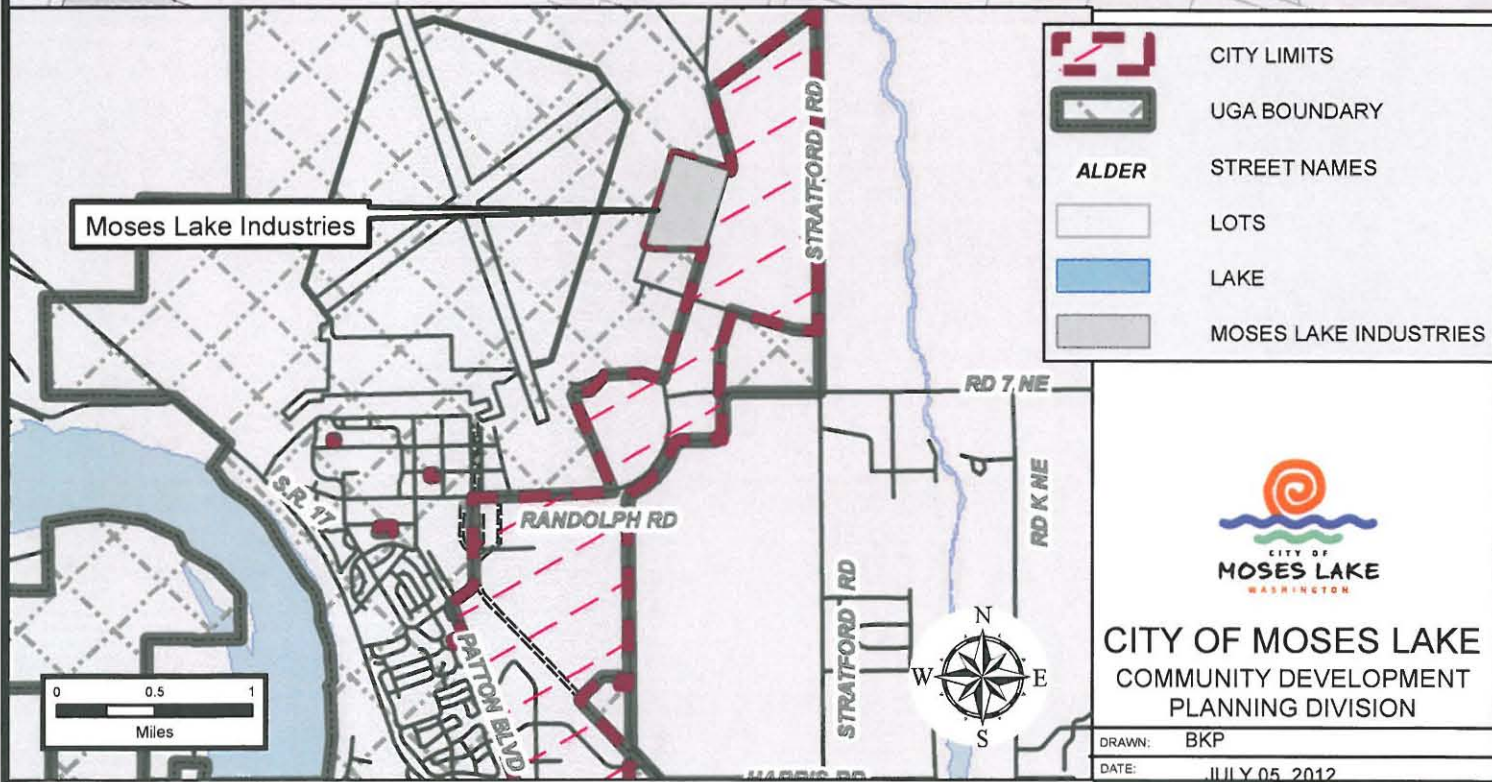 Moses Lake Industries
STRATFORD RD
RD 7 NE
RD K NE
S.R. 17
RANDOLPH RD
STRATFORD RD
PATTON BLVD
HARRIS RD
0 0.5 1
Miles
N
W E
S
CITY LIMITS
UGA BOUNDARY
ALDER STREET NAMES
LOTS
LAKE
MOSES LAKE INDUSTRIES
CITY OF
MOSES LAKE
WASHINGTON
CITY OF MOSES LAKE
COMMUNITY DEVELOPMENT
PLANNING DIVISION
DRAWN: BKP
DATE: JULY 05, 2012